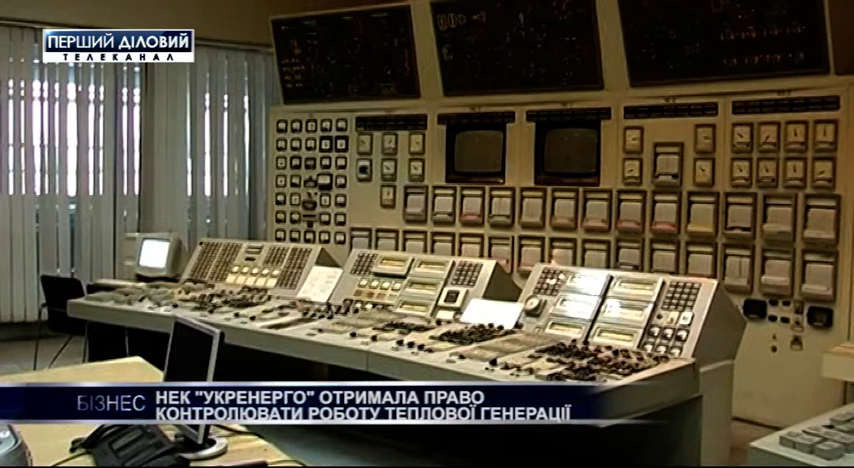 ПЕРШИЙ ДІЛОВИЙ
ТЕЛЕКАНАЛ
БІЗНЕС
НЕК "УКРЕНЕРГО" ОТРИМАЛА ПРАВО
КОНТРОЛЮВАТИ РОБОТУ ТЕПЛОВОЇ ГЕНЕРАЦІЇ